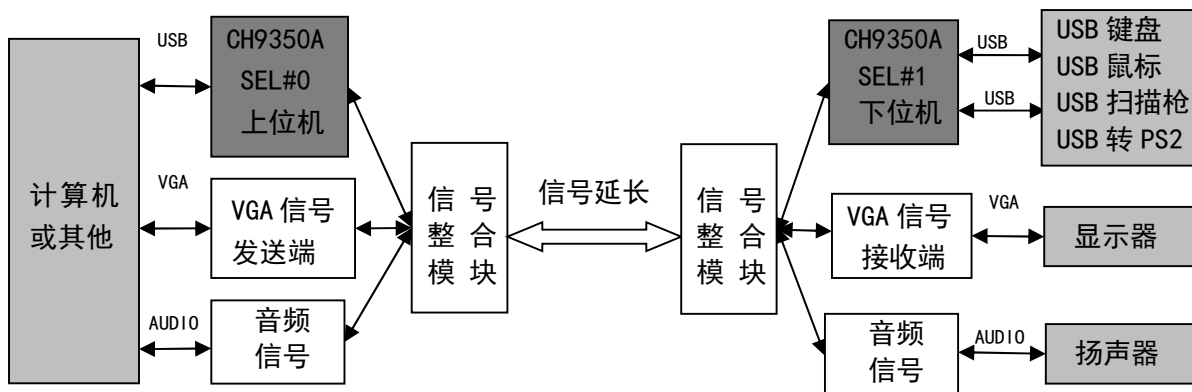 USB
CH9350A
SEL#0
上位机
CH9350A
SEL#1
下位机
USB
USB
USB 键盘
USB 鼠标
USB 扫描枪
USB 转 PS2
计算机
或其他
VGA
VGA 信号
发送端
信 号
整 合
模 块
信号延长
信 号
整 合
模 块
VGA 信号
接收端
VGA
显示器
AUDIO
音频
信号
音频
信号
AUDIO
扬声器